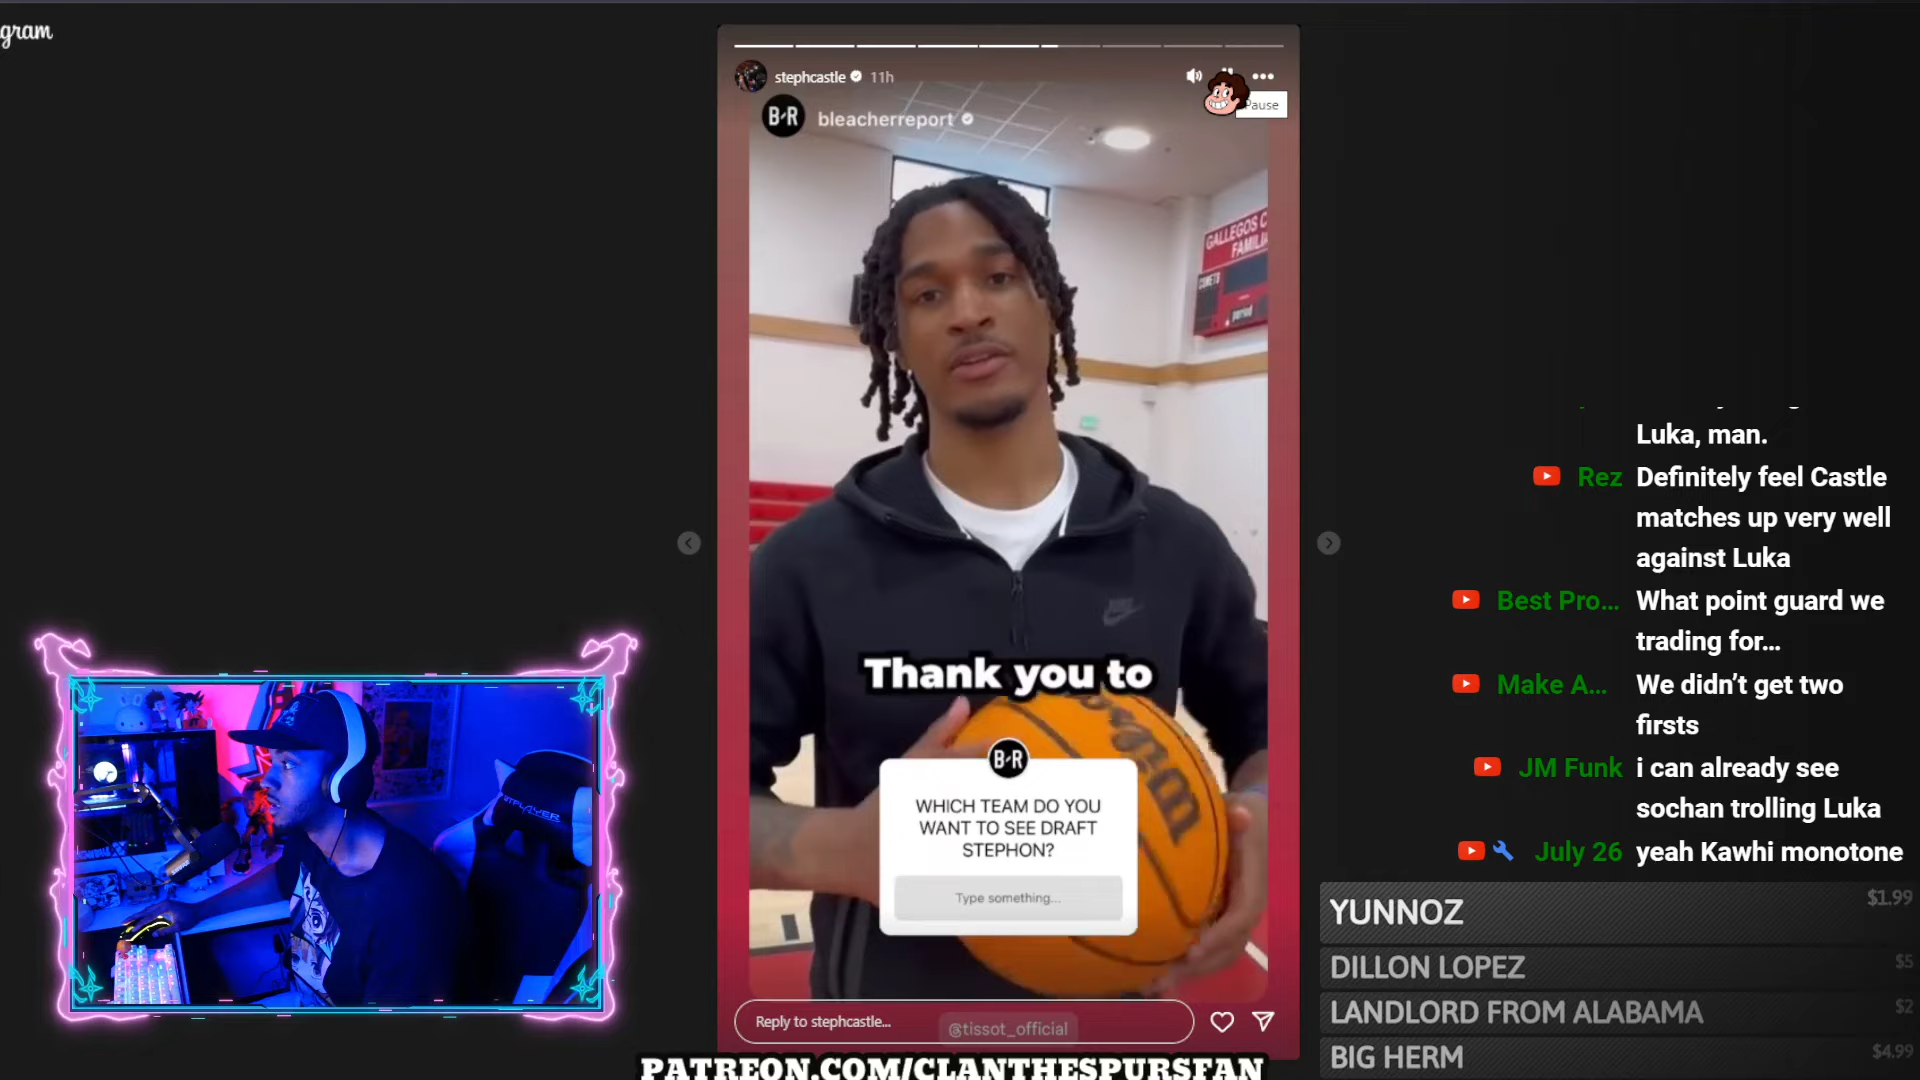 gram
stephcastle 11h
Pause
B/R bleacherreport
GALLEGOS C
FAMILI
period
Luka, man.
Rez Definitely feel Castle
matches up very well
against Luka
Best Pro... What point guard we
trading for...
Make A... We didn't get two
firsts
JM Funk i can already see
sochan trolling Luka
July 26 yeah Kawhi monotone
Thank you to
B/R
WHICH TEAM DO YOU
WANT TO SEE DRAFT
STEPHON?
Type something...
Reply to stephcastle...
@tissot_official
YUNNOZ $1.99
DILLON LOPEZ $5
LANDLORD FROM ALABAMA $2
BIG HERM $4.99
PATREON.COM/CLANTHESPURSFAN